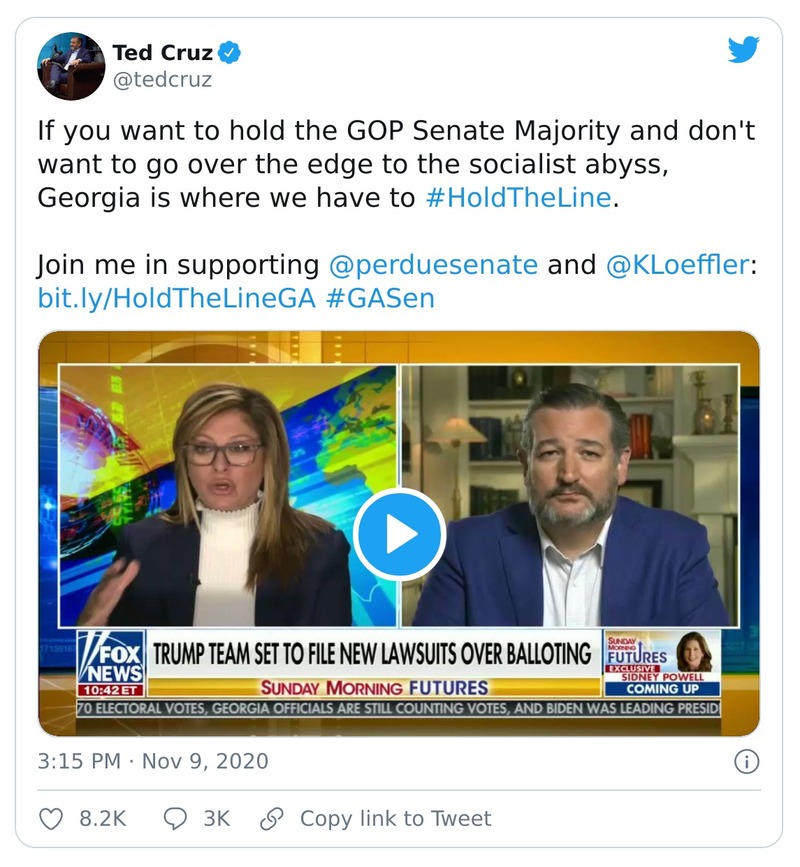 Ted Cruz
@tedcruz
If you want to hold the GOP Senate Majority and don't
want to go over the edge to the socialist abyss,
Georgia is where we have to #HoldTheLine.
Join me in supporting @perduesenate and @KLoeffler:
bit.ly/HoldTheLineGA #GASen
FOX
NEWS
10:42 ET
TRUMP TEAM SET TO FILE NEW LAWSUITS OVER BALLOTING
SUNDAY MORNING FUTURES
SUNDAY
MORNING
FUTURES
EXCLUSIVE
SIDNEY POWELL
COMING UP
70 ELECTORAL VOTES, GEORGIA OFFICIALS ARE STILL COUNTING VOTES, AND BIDEN WAS LEADING PRESID
3:15 PM · Nov 9, 2020
8.2K 3K Copy link to Tweet